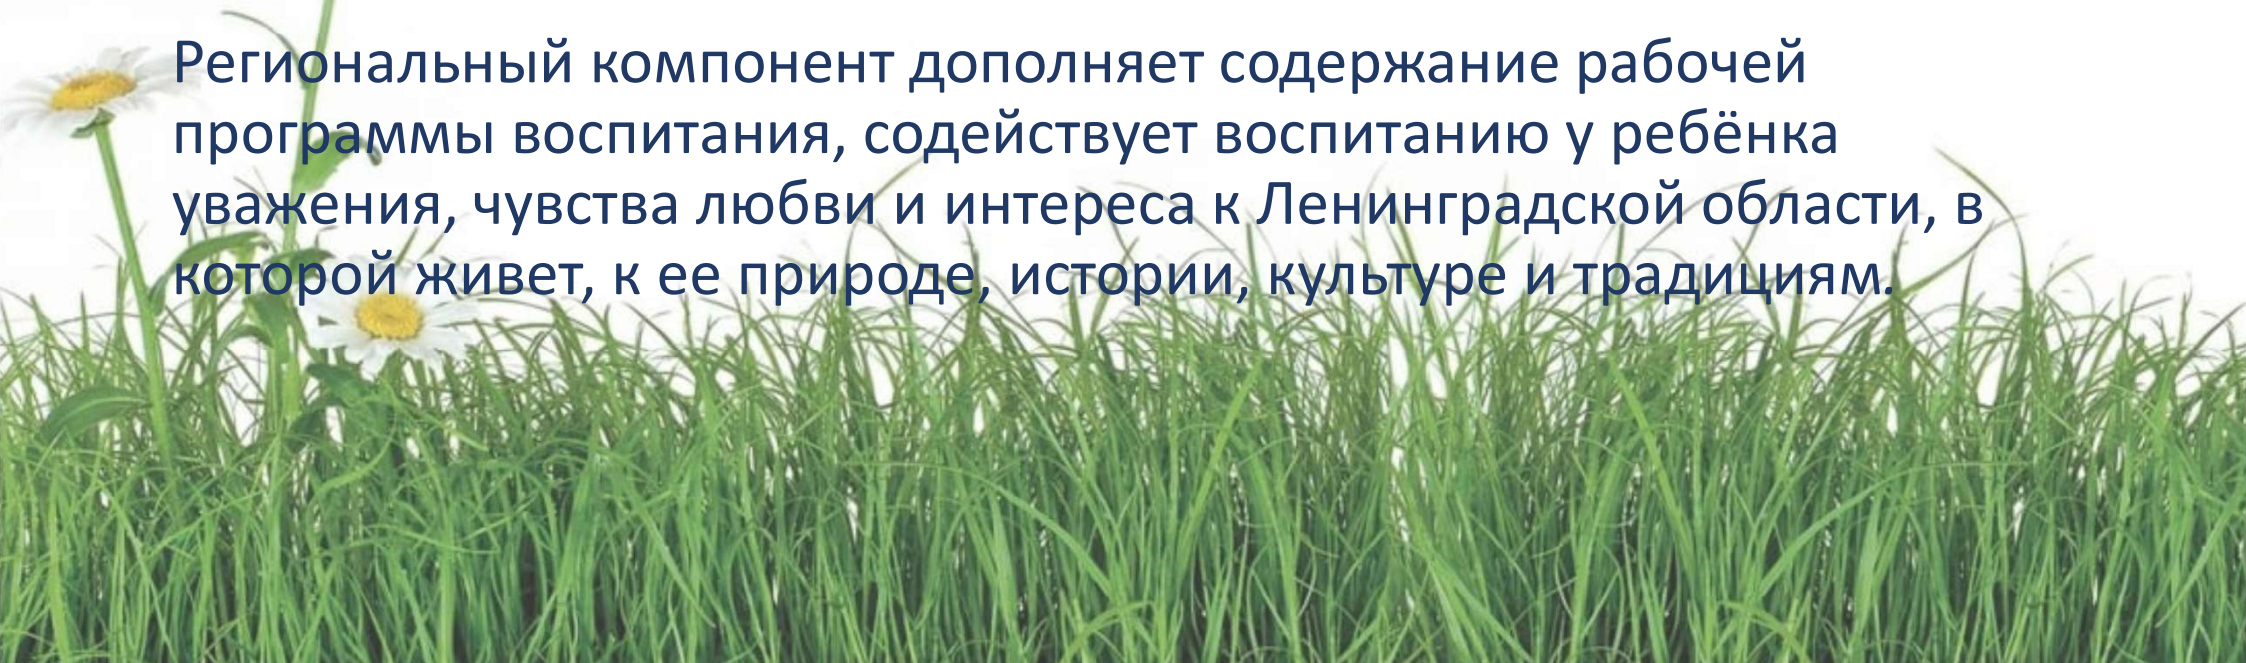 Региональный компонент дополняет содержание рабочей
программы воспитания, содействует воспитанию у ребёнка
уважения, чувства любви и интереса к Ленинградской области, в
которой живет, к ее природе, истории, культуре и традициям.